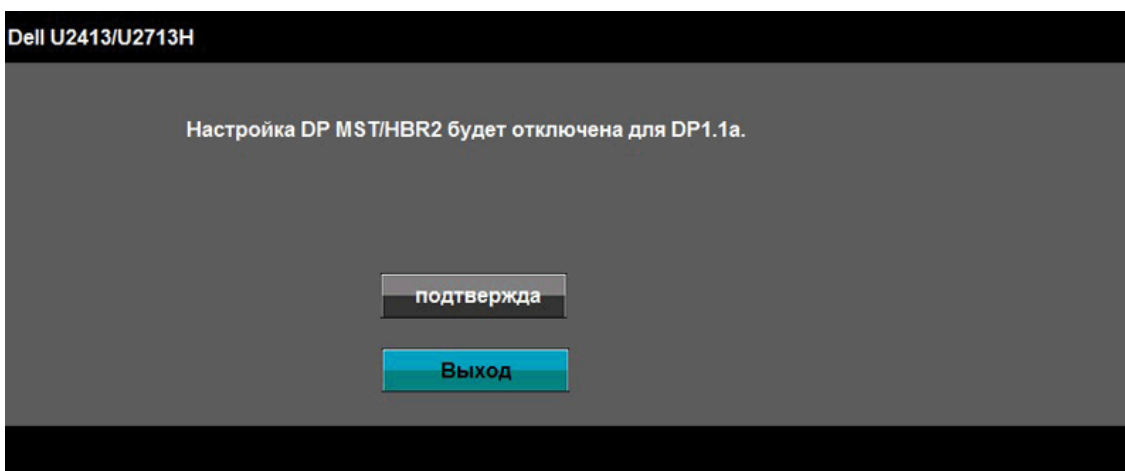 Dell U2413/U2713H
Настройка DP MST/HBR2 будет отключена для DP1.1a.
подтвержда
Выход